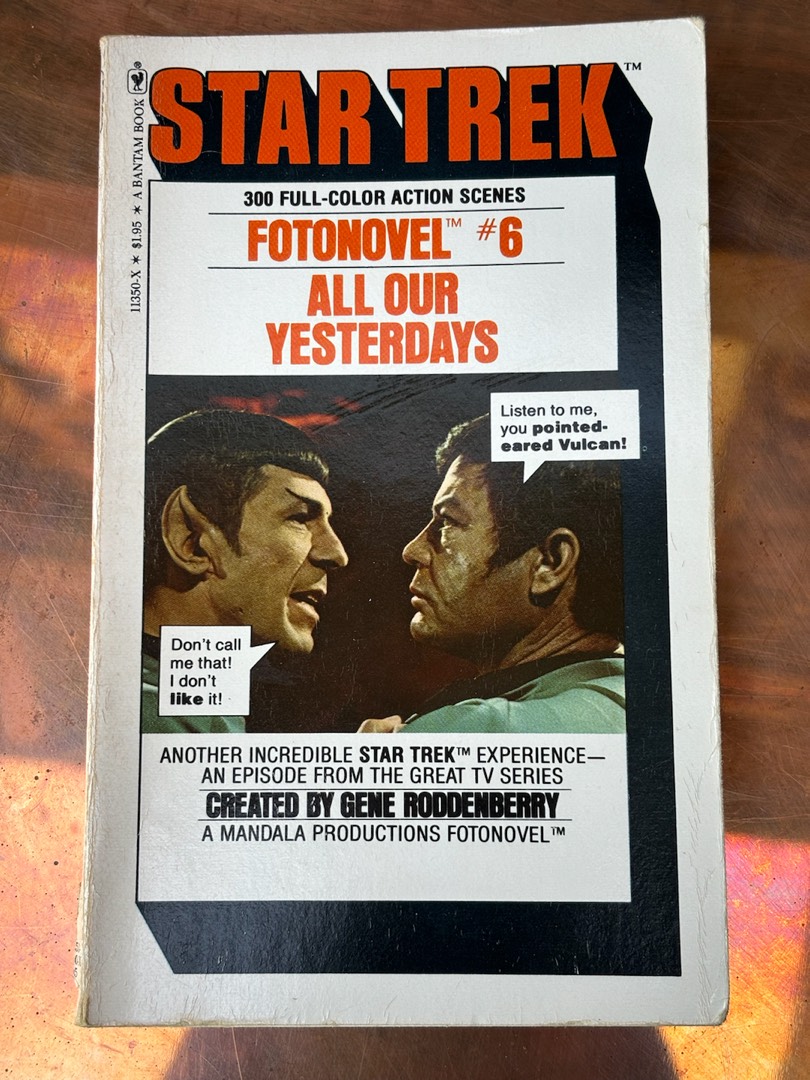 11350-X ✶ $1.95 ✶ A BANTAM BOOK ®
STAR TREK™
300 FULL-COLOR ACTION SCENES
FOTONOVEL™ #6
ALL OUR
YESTERDAYS
Listen to me,
you pointed-
eared Vulcan!
Don't call
me that!
I don't
like it!
ANOTHER INCREDIBLE STAR TREK™ EXPERIENCE—
AN EPISODE FROM THE GREAT TV SERIES
CREATED BY GENE RODDENBERRY
A MANDALA PRODUCTIONS FOTONOVEL™